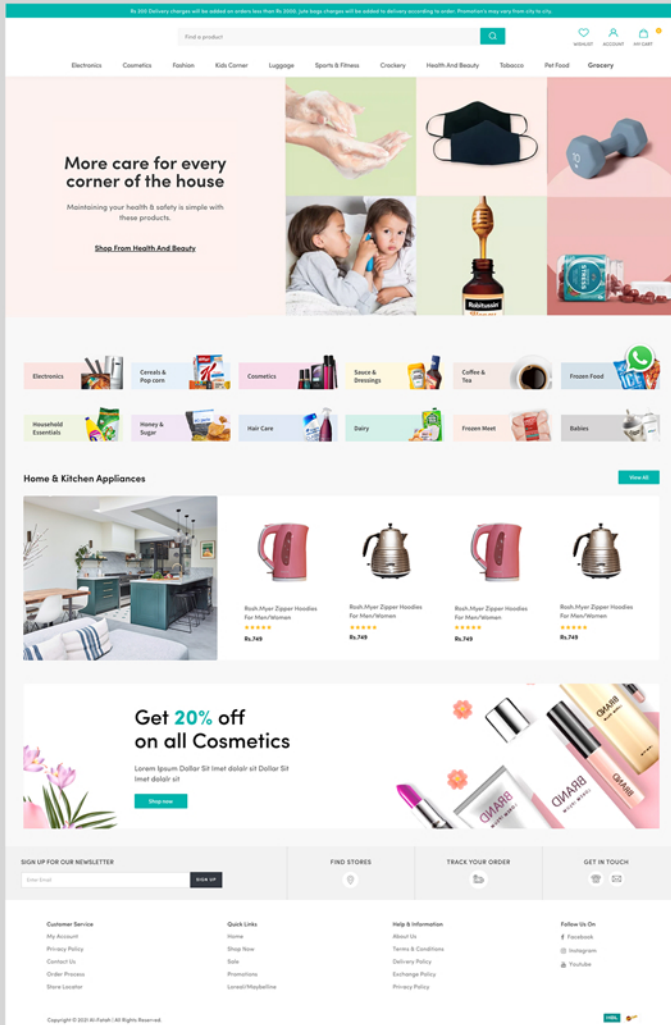 Rs 200 Delivery charges will be added on orders less than Rs 2000. Jute bags charges will be added to delivery according to order. Promotion's may vary from city to city.
Find a product
WISHLIST ACCOUNT MY CART
Electronics Cosmetics Fashion Kids Corner Luggage Sports & Fitness Crockery Health And Beauty Tobacco Pet Food Grocery
More care for every
corner of the house
Maintaining your health & safety is simple with
these products.
Shop From Health And Beauty
10
Robitussin
Honey
STRESS
Electronics
Cereals &
Pop corn
Cosmetics
Sauce &
Dressings
Coffee &
Tea
Frozen Food
Household
Essentials
Honey &
Sugar
Hair Care
Dairy
Frozen Meet
Babies
Home & Kitchen Appliances
View All
Rosh.Myer Zipper Hoodies
For Men/Women
Rs.749
Rosh.Myer Zipper Hoodies
For Men/Women
Rs.749
Rosh.Myer Zipper Hoodies
For Men/Women
Rs.749
Rosh.Myer Zipper Hoodies
For Men/Women
Rs.749
Get 20% off
on all Cosmetics
Lorem Ipsum Dollar Sit Imet dolalr sit Dollar Sit
Imet dolalr sit
Shop now
BRAND
BRAND
BRAND
BRAND
SIGN UP FOR OUR NEWSLETTER
Enter Email
SIGN UP
FIND STORES
TRACK YOUR ORDER
GET IN TOUCH
Customer Service
My Account
Privacy Policy
Contact Us
Order Process
Store Locator
Quick Links
Home
Shop Now
Sale
Promotions
Loreal/Maybelline
Help & Information
About Us
Terms & Conditions
Delivery Policy
Exchange Policy
Privacy Policy
Follow Us On
Facebook
Instagram
Youtube
Copyright © 2021 Al-Fatah | All Rights Reserved.
HBL